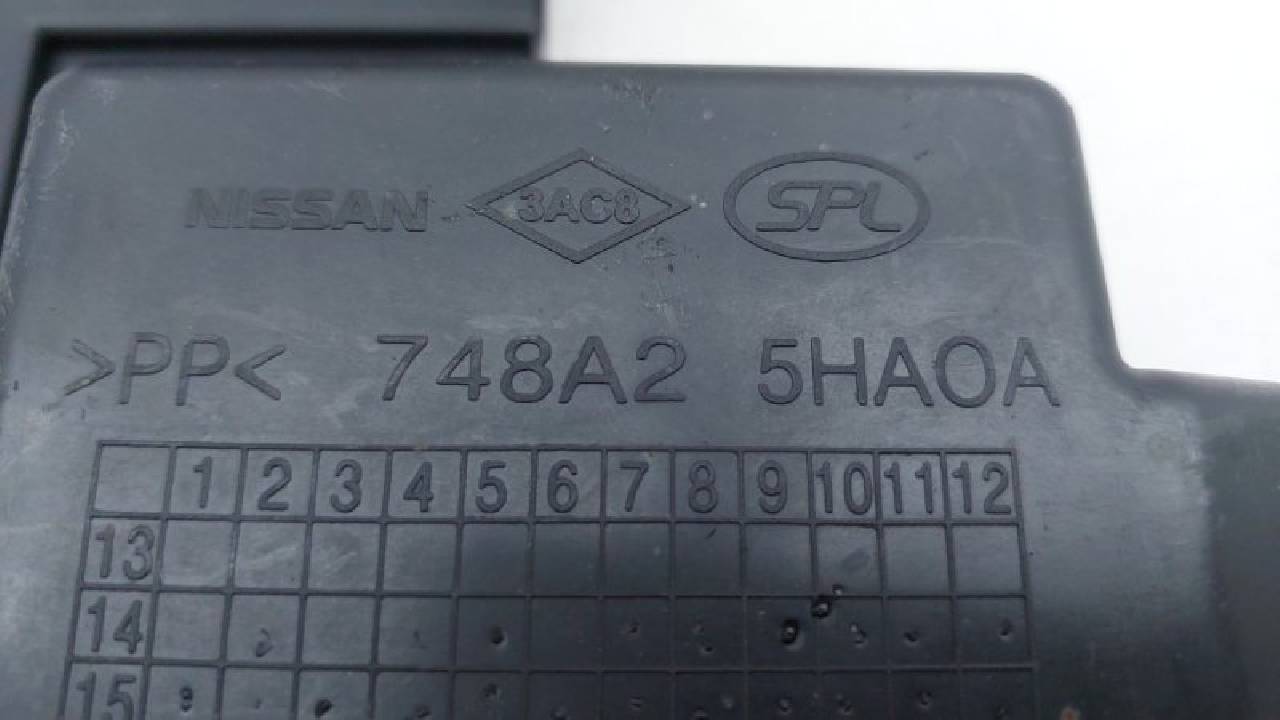 NISSAN 3AC8 SPL
>PP< 748A2 5HA0A
1 2 3 4 5 6 7 8 9 10 11 12
13
14
15